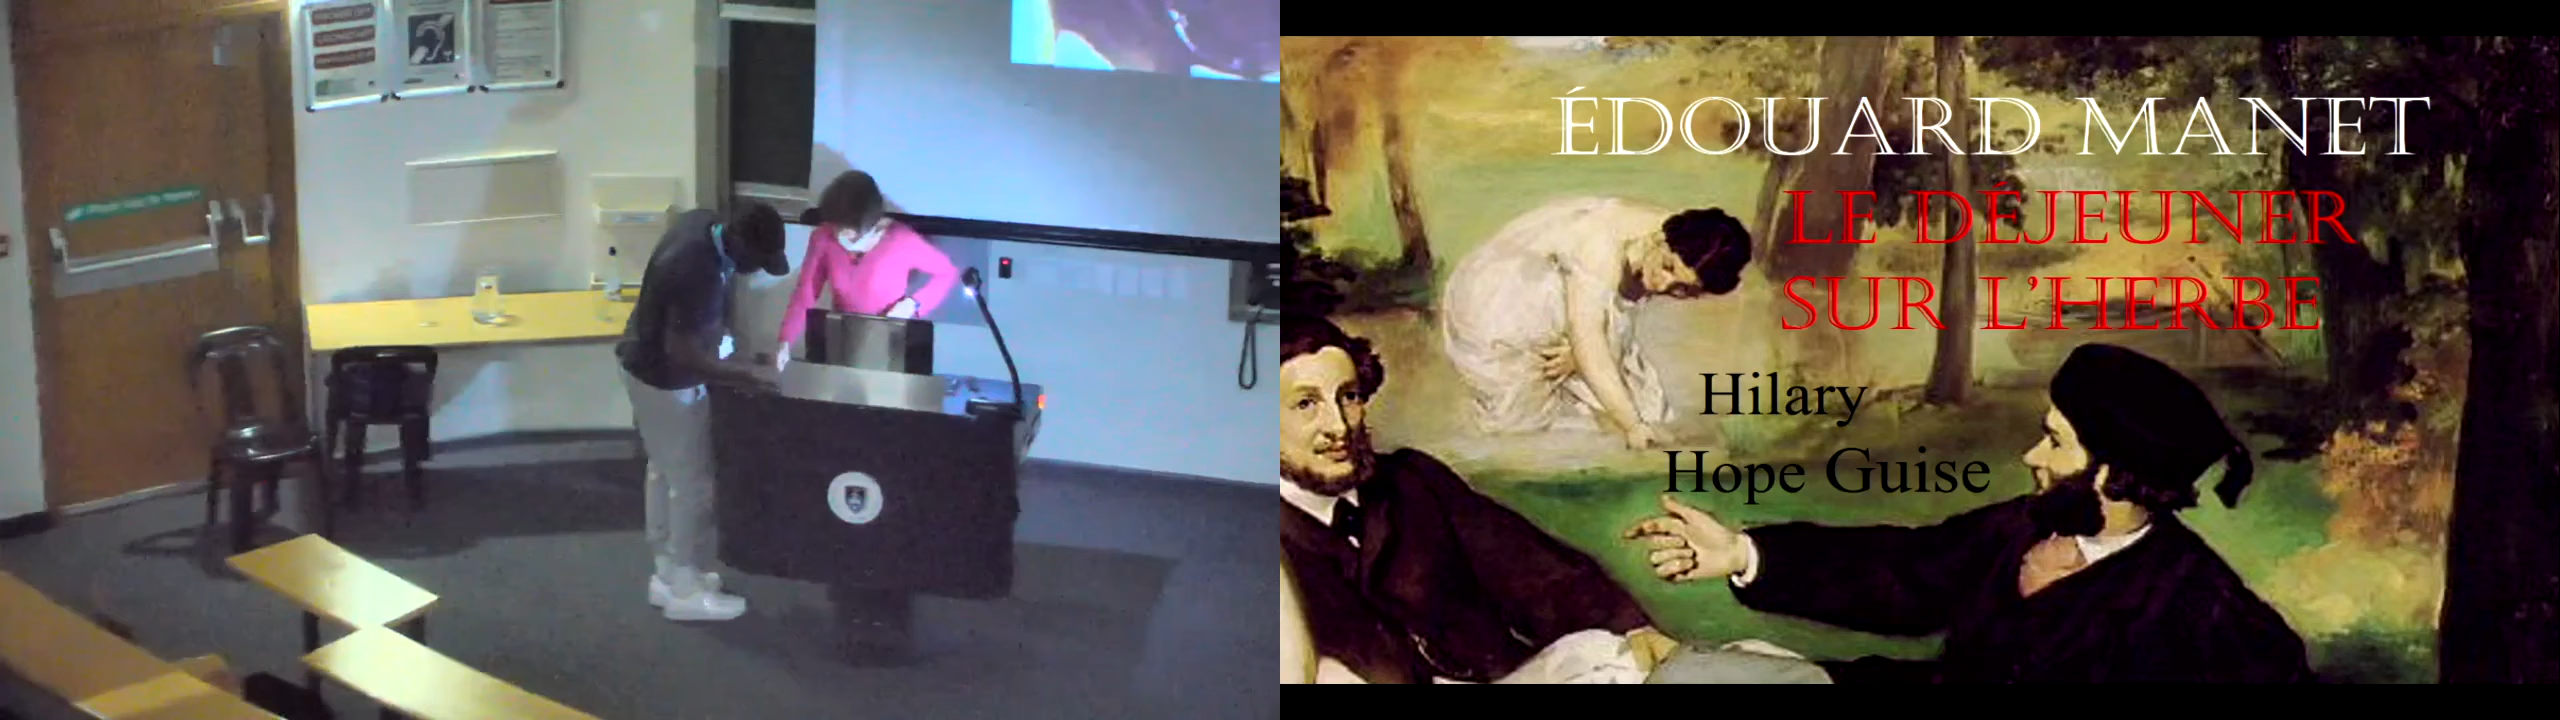 ÉDOUARD MANET
LE DÉJEUNER
SUR L'HERBE
Hilary
Hope Guise